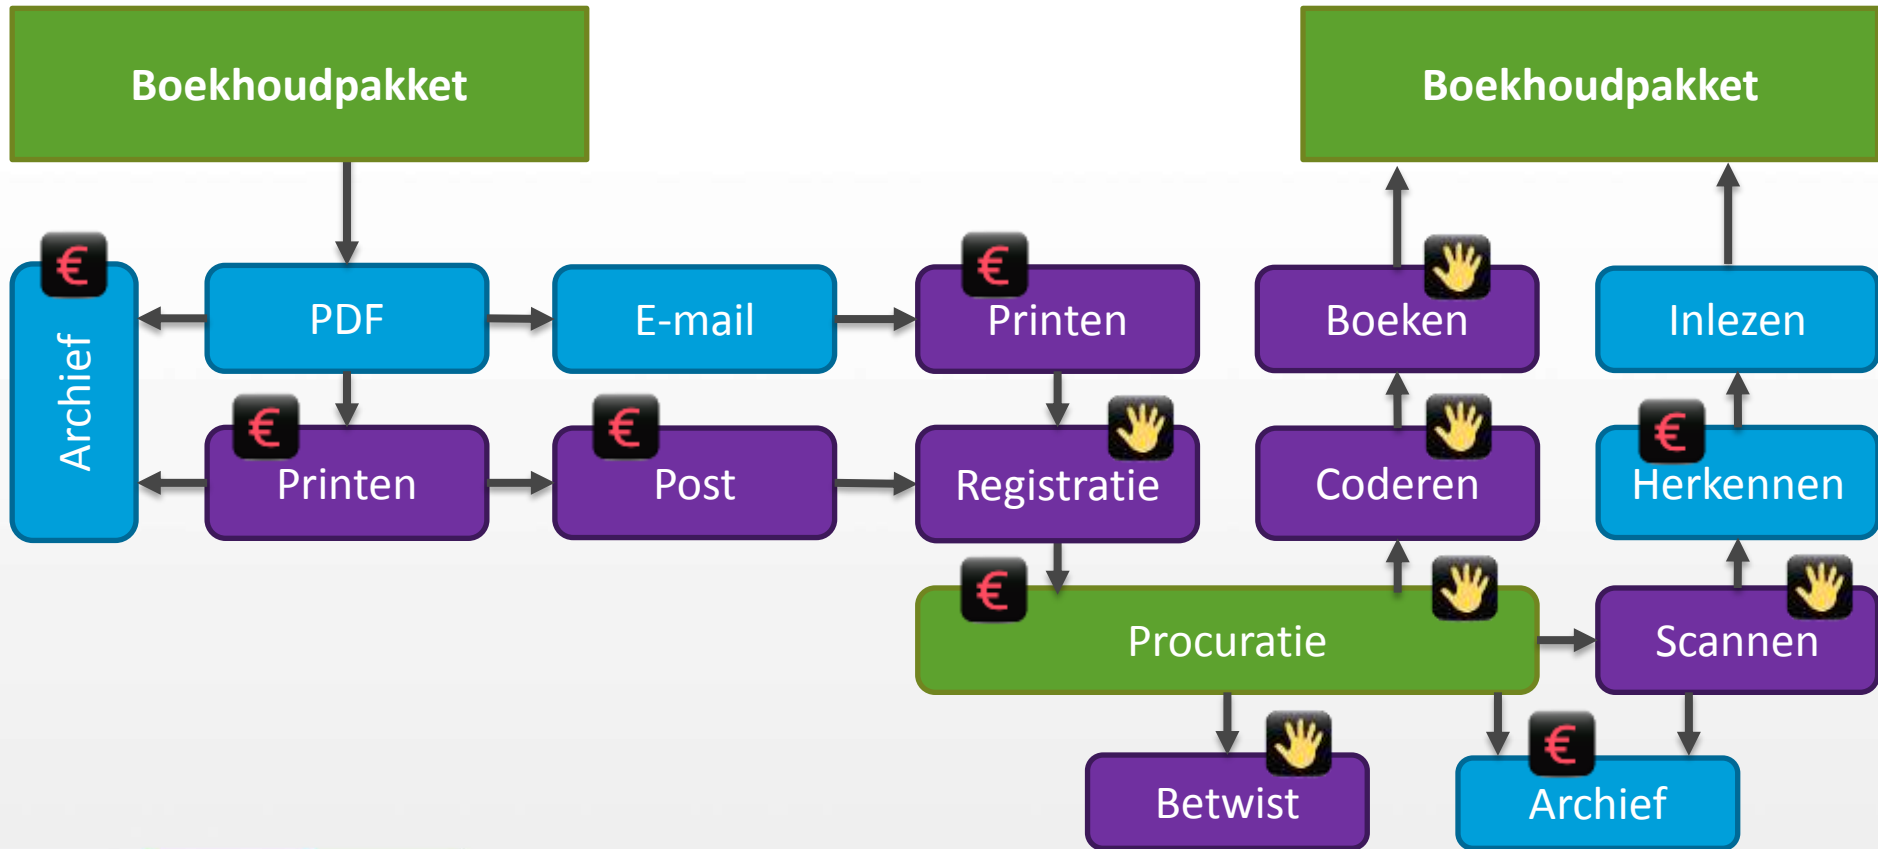 Boekhoudpakket
Boekhoudpakket
€
€
Archief
PDF
E-mail
Printen
Boeken
Inlezen
€
€
€
Printen
Post
Registratie
Coderen
Herkennen
€
Procuratie
Scannen
€
Betwist
Archief